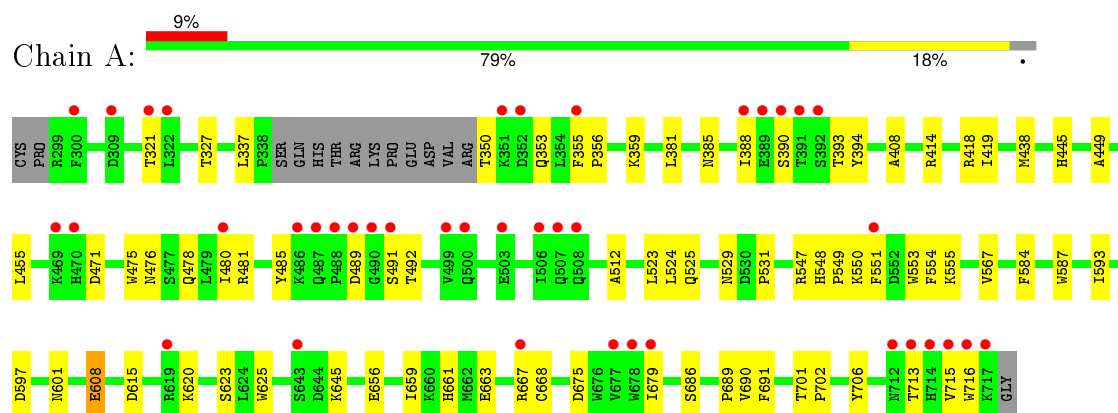 9%
Chain A:
79% 18% •
CYS PRO R299 F300 D309 T321 L322 T327 L337 P338 SER GLN HIS THR ARG LYS PRO GLU ASP VAL ARG T350 K351 D352 Q353 L354 F355 P356 K359 L381 N385 I388 E389 S390 T391 S392 T393 Y394 A408 R414 R418 I419 M438 H445 A449
L455 K469 H470 D471 W475 N476 S477 Q478 L479 I480 R481 Y485 K486 Q487 P488 D489 G490 S491 T492 V499 Q500 E503 I506 Q507 Q508 A512 L523 L524 Q525 N529 D530 P531 R547 H548 P549 K550 F551 D552 W553 F554 K555 V567 F584 W587 I593
D597 N601 E608 D615 R619 K620 S623 L624 W625 S643 D644 K645 E656 I659 K660 H661 M662 E663 R667 C668 D675 W676 V677 W678 I679 S686 P689 V690 F691 T701 P702 Y706 N712 T713 H714 V715 W716 K717 GLY